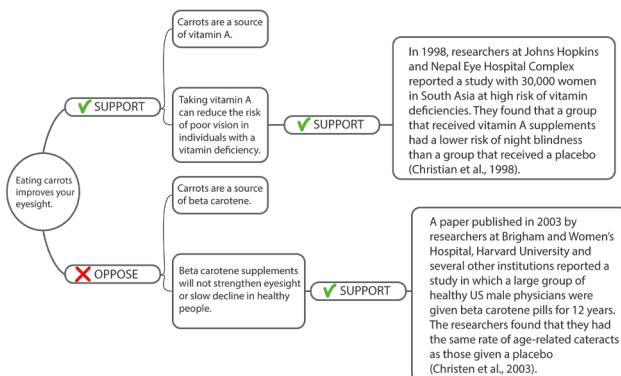 Eating carrots
improves your
eyesight.
SUPPORT
Carrots are a source
of vitamin A.
Taking vitamin A
can reduce the risk
of poor vision in
individuals with a
vitamin deficiency.
SUPPORT
In 1998, researchers at Johns Hopkins
and Nepal Eye Hospital Complex
reported a study with 30,000 women
in South Asia at high risk of vitamin
deficiencies. They found that a group
that received vitamin A supplements
had a lower risk of night blindness
than a group that received a placebo
(Christian et al., 1998).
OPPOSE
Carrots are a source
of beta carotene.
Beta carotene supplements
will not strengthen eyesight
or slow decline in healthy
people.
SUPPORT
A paper published in 2003 by
researchers at Brigham and Women's
Hospital, Harvard University and
several other institutions reported a
study in which a large group of
healthy US male physicians were
given beta carotene pills for 12 years.
The researchers found that they had
the same rate of age-related cateracts
as those given a placebo
(Christen et al., 2003).